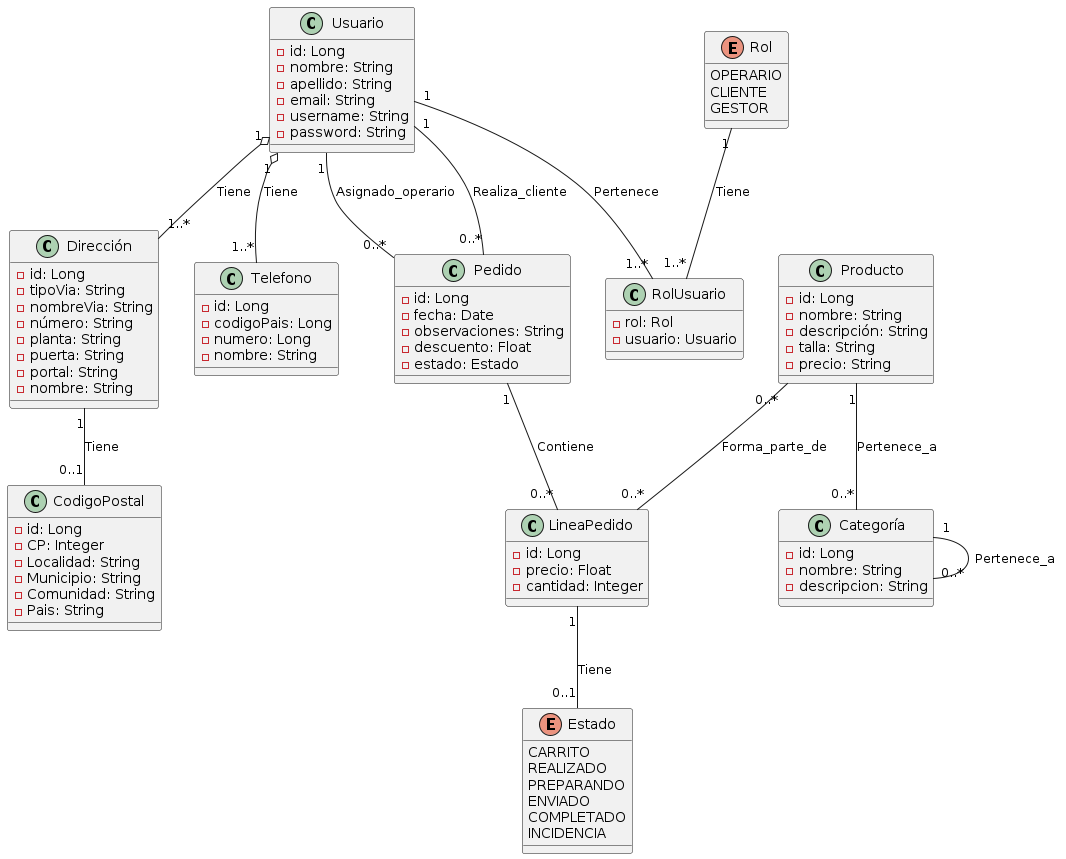 C Usuario
id: Long
nombre: String
apellido: String
email: String
username: String
password: String
E Rol
OPERARIO
CLIENTE
GESTOR
1
1
1
1
1
1
Tiene
Tiene
Asignado_operario
Realiza_cliente
Pertenece
Tiene
1..*
1..*
0..*
0..*
1..*
1..*
C Dirección
id: Long
tipoVia: String
nombreVia: String
número: String
planta: String
puerta: String
portal: String
nombre: String
C Telefono
id: Long
codigoPais: Long
numero: Long
nombre: String
C Pedido
id: Long
fecha: Date
observaciones: String
descuento: Float
estado: Estado
C RolUsuario
rol: Rol
usuario: Usuario
C Producto
id: Long
nombre: String
descripción: String
talla: String
precio: String
1
1
0..*
1
Tiene
Contiene
Forma_parte_de
Pertenece_a
0..1
0..*
0..*
0..*
C CodigoPostal
id: Long
CP: Integer
Localidad: String
Municipio: String
Comunidad: String
Pais: String
C LineaPedido
id: Long
precio: Float
cantidad: Integer
C Categoría
id: Long
nombre: String
descripcion: String
1
Pertenece_a
0..*
1
Tiene
0..1
E Estado
CARRITO
REALIZADO
PREPARANDO
ENVIADO
COMPLETADO
INCIDENCIA